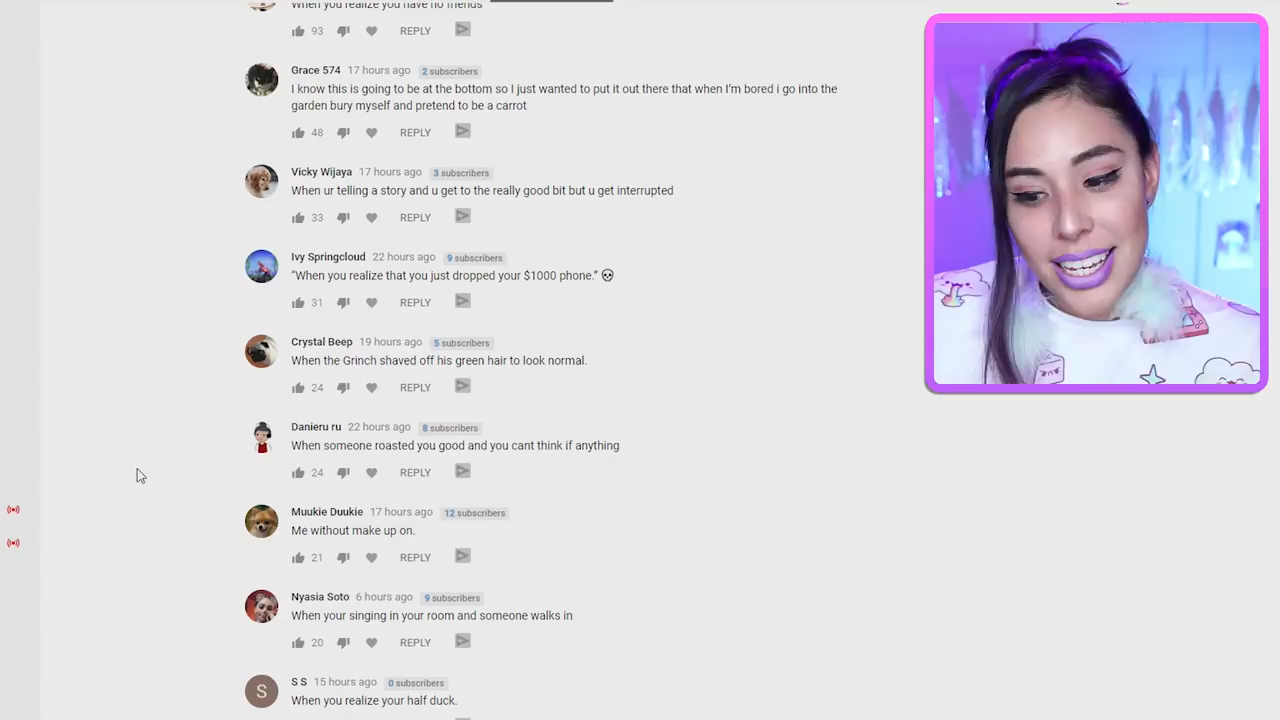 When you realize you have no friends
93 REPLY
Grace 574 17 hours ago 2 subscribers
I know this is going to be at the bottom so I just wanted to put it out there that when I'm bored i go into the
garden bury myself and pretend to be a carrot
48 REPLY
Vicky Wijaya 17 hours ago 3 subscribers
When ur telling a story and u get to the really good bit but u get interrupted
33 REPLY
Ivy Springcloud 22 hours ago 9 subscribers
“When you realize that you just dropped your $1000 phone.” 💀
31 REPLY
Crystal Beep 19 hours ago 5 subscribers
When the Grinch shaved off his green hair to look normal.
24 REPLY
Danieru ru 22 hours ago 8 subscribers
When someone roasted you good and you cant think if anything
24 REPLY
Muukie Duukie 17 hours ago 12 subscribers
Me without make up on.
21 REPLY
Nyasia Soto 6 hours ago 9 subscribers
When your singing in your room and someone walks in
20 REPLY
S
S S 15 hours ago 0 subscribers
When you realize your half duck.